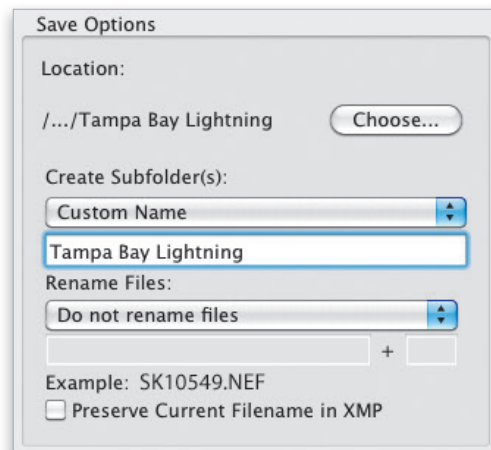 Save Options
Location:
/.../Tampa Bay Lightning Choose...
Create Subfolder(s):
Custom Name
Tampa Bay Lightning
Rename Files:
Do not rename files
+
Example: SK10549.NEF
Preserve Current Filename in XMP